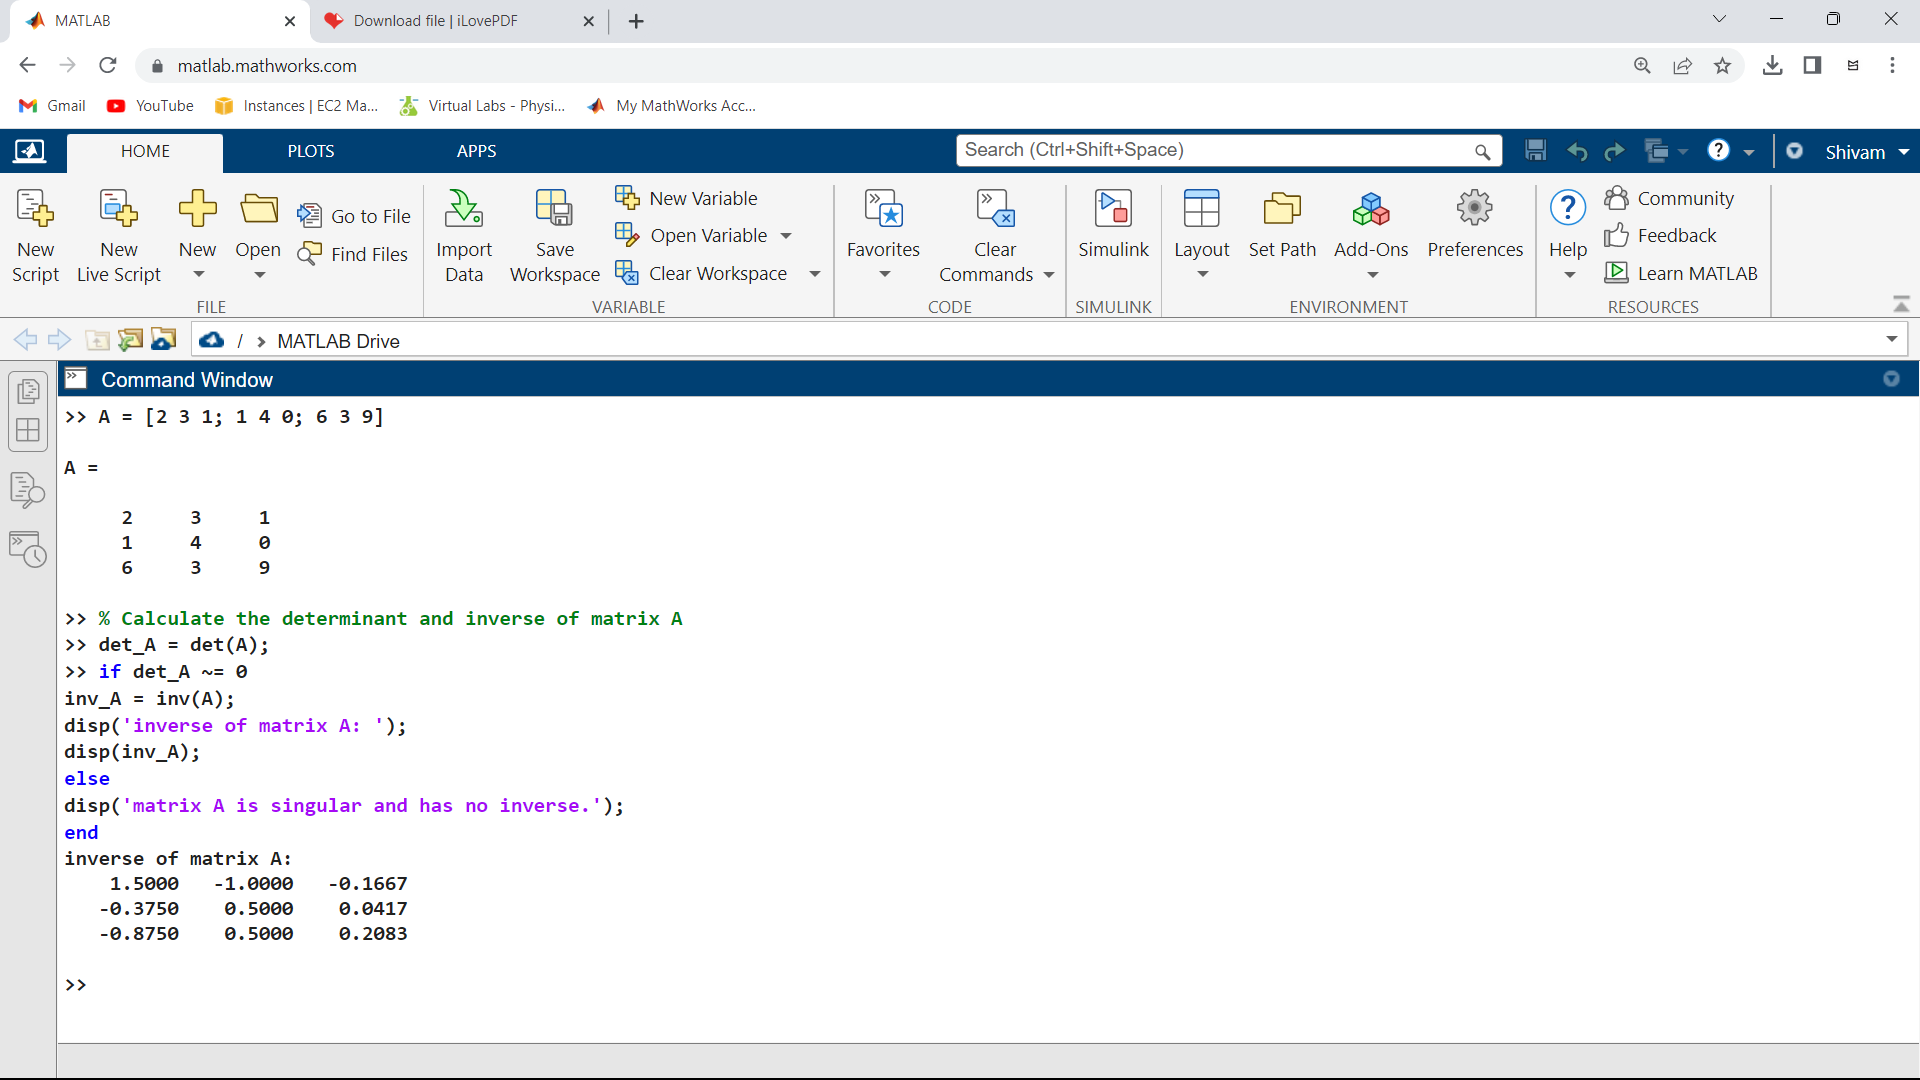 MATLAB
Download file | iLovePDF
matlab.mathworks.com
Gmail
YouTube
Instances | EC2 Ma...
Virtual Labs - Physi...
My MathWorks Acc...
HOME
PLOTS
APPS
Search (Ctrl+Shift+Space)
Shivam
New Script
New Live Script
New
Open
Go to File
Find Files
FILE
Import Data
Save Workspace
New Variable
Open Variable
Clear Workspace
VARIABLE
Favorites
Clear Commands
CODE
Simulink
SIMULINK
Layout
Set Path
Add-Ons
Preferences
ENVIRONMENT
Help
Community
Feedback
Learn MATLAB
RESOURCES
/ > MATLAB Drive
Command Window
>> A = [2 3 1; 1 4 0; 6 3 9]
A =
2 3 1
1 4 0
6 3 9
>> % Calculate the determinant and inverse of matrix A
>> det_A = det(A);
>> if det_A ~= 0
inv_A = inv(A);
disp('inverse of matrix A: ');
disp(inv_A);
else
disp('matrix A is singular and has no inverse.');
end
inverse of matrix A:
1.5000 -1.0000 -0.1667
-0.3750 0.5000 0.0417
-0.8750 0.5000 0.2083
>>